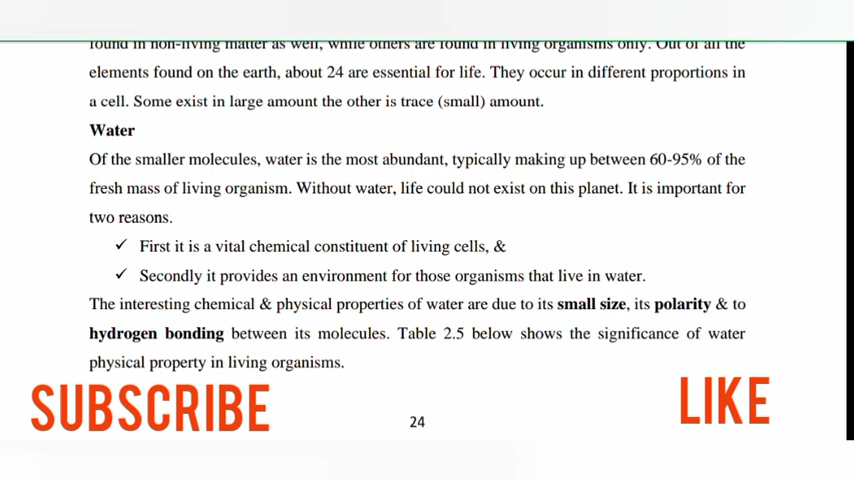 found in non-living matter as well, while others are found in living organisms only. Out of all the
elements found on the earth, about 24 are essential for life. They occur in different proportions in
a cell. Some exist in large amount the other is trace (small) amount.
Water
Of the smaller molecules, water is the most abundant, typically making up between 60-95% of the
fresh mass of living organism. Without water, life could not exist on this planet. It is important for
two reasons.
✓ First it is a vital chemical constituent of living cells, &
✓ Secondly it provides an environment for those organisms that live in water.
The interesting chemical & physical properties of water are due to its small size, its polarity & to
hydrogen bonding between its molecules. Table 2.5 below shows the significance of water
physical property in living organisms.
SUBSCRIBE
24
LIKE